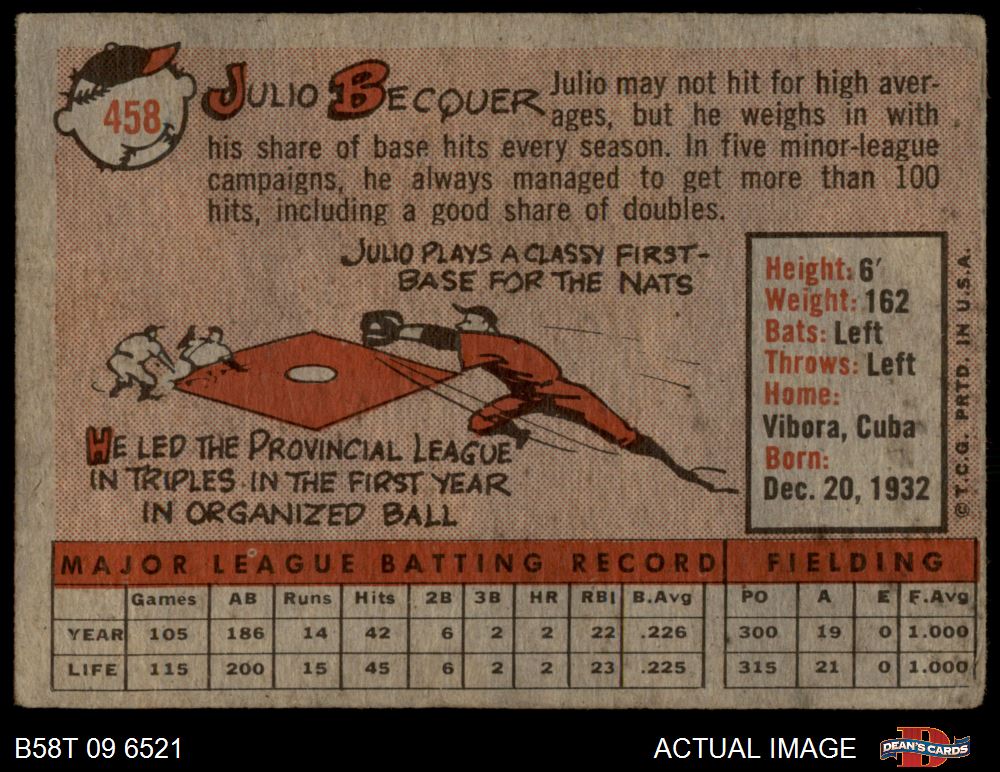 458
Julio Becquer
Julio may not hit for high aver-
ages, but he weighs in with
his share of base hits every season. In five minor-league
campaigns, he always managed to get more than 100
hits, including a good share of doubles.
JULIO PLAYS A CLASSY FIRST-
BASE FOR THE NATS
HE LED THE PROVINCIAL LEAGUE
IN TRIPLES IN THE FIRST YEAR
IN ORGANIZED BALL
Height: 6'
Weight: 162
Bats: Left
Throws: Left
Home:
Vibora, Cuba
Born:
Dec. 20, 1932
© T.C.G. PRTD. IN U.S.A.
MAJOR LEAGUE BATTING RECORD FIELDING
Games AB Runs Hits 2B 3B HR RBI B.Avg PO A E F.Avg
YEAR 105 186 14 42 6 2 2 22 .226 300 19 0 1.000
LIFE 115 200 15 45 6 2 2 23 .225 315 21 0 1.000
B58T 09 6521
ACTUAL IMAGE
DEAN'S CARDS